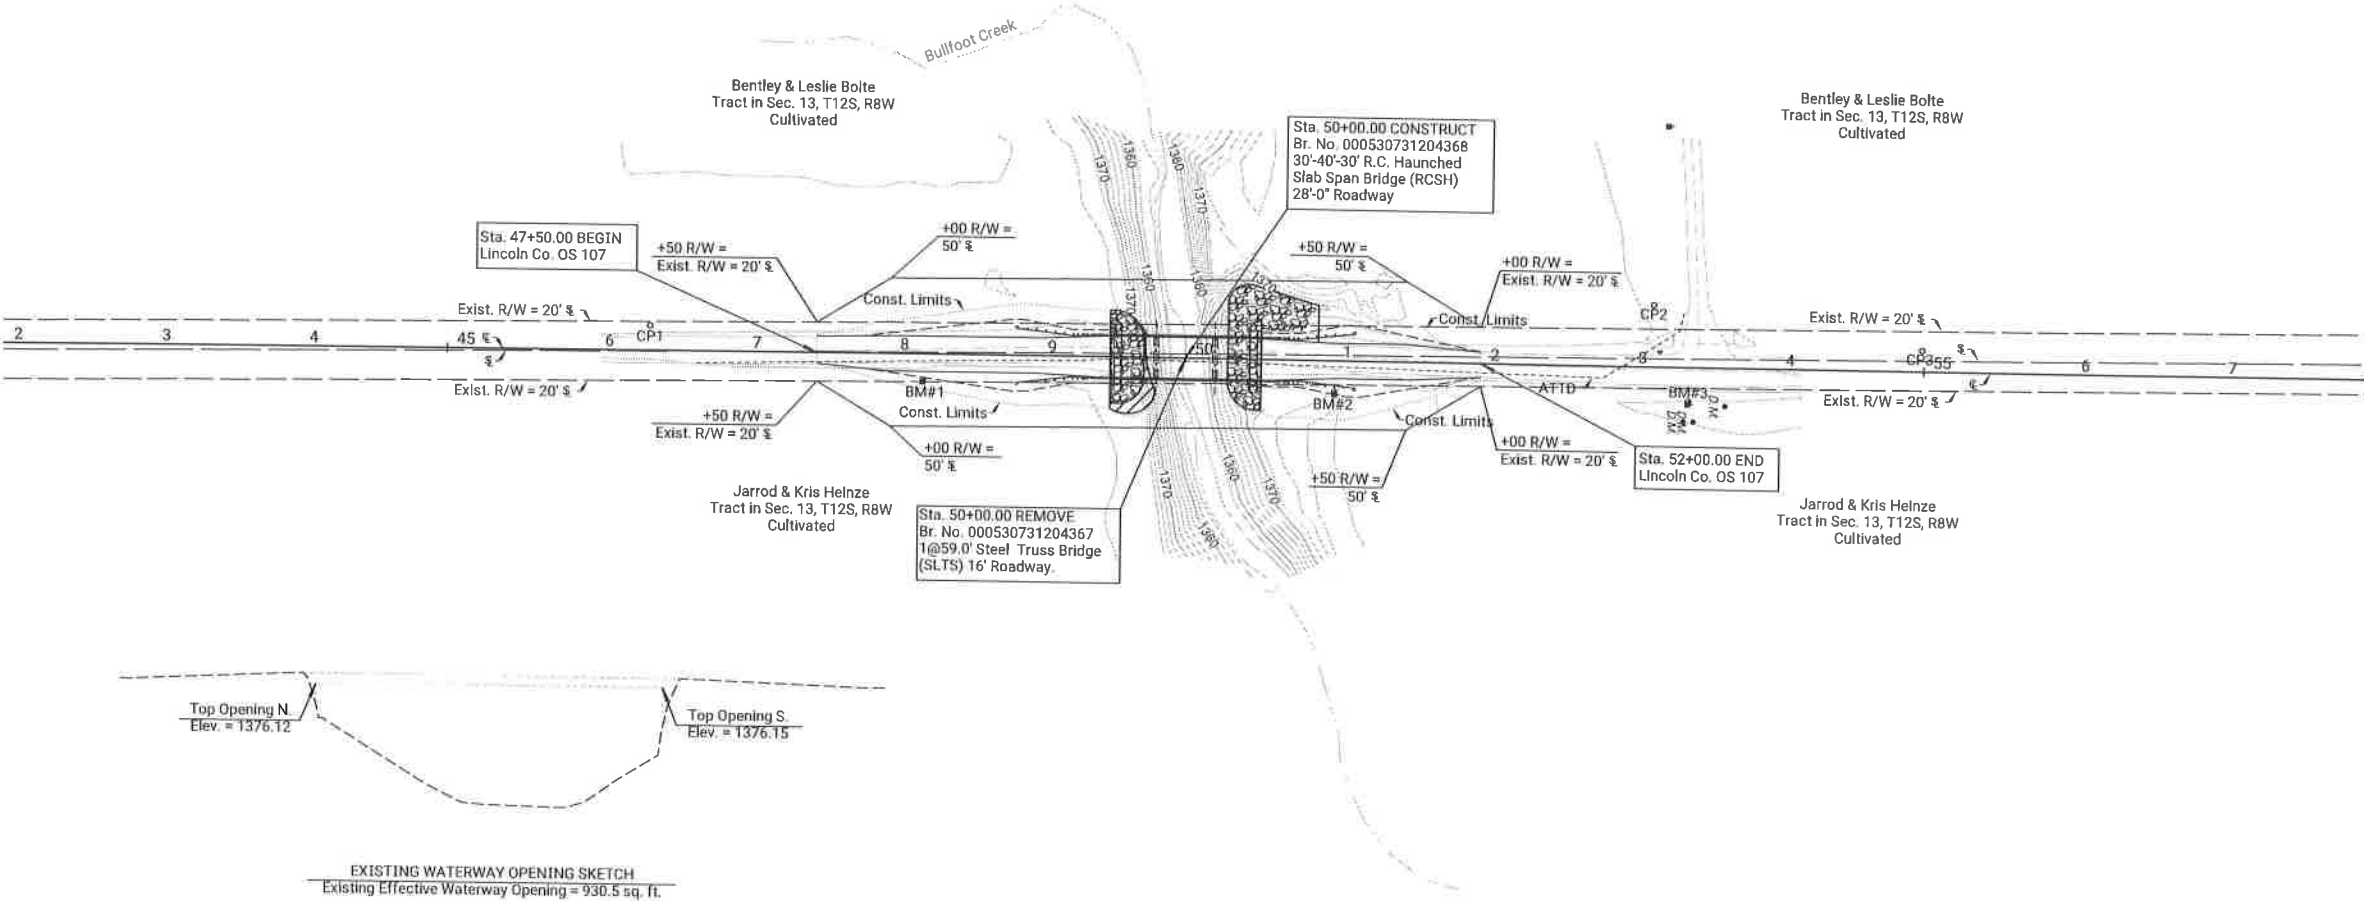 Bullfoot Creek
Bentley & Leslie Bolte
Tract in Sec. 13, T12S, R8W
Cultivated
Bentley & Leslie Bolte
Tract in Sec. 13, T12S, R8W
Cultivated
Sta. 50+00.00 CONSTRUCT
Br. No. 000530731204368
30'-40'-30' R.C. Haunched
Slab Span Bridge (RCSH)
28'-0" Roadway
1370
1360
1360
1370
Sta. 47+50.00 BEGIN
Lincoln Co. OS 107
+50 R/W =
Exist. R/W = 20' ℄
+00 R/W =
50' ℄
+50 R/W =
50' ℄
+00 R/W =
Exist. R/W = 20' ℄
1370
1360
1360
1370
Const. Limits
Const. Limits
Exist. R/W = 20' ℄
Exist. R/W = 20' ℄
CP1
CP2
2 3 4 45 ℄ 6 7 8 9 50 1 2 3 4 CP3 55 ℄ 6 7
℄
℄
Exist. R/W = 20' ℄
BM#1
BM#2
ATTD
BM#3
D.M.
Exist. R/W = 20' ℄
Const. Limits
Const. Limits
+50 R/W =
Exist. R/W = 20' ℄
+00 R/W =
50' ℄
+50 R/W =
50' ℄
+00 R/W =
Exist. R/W = 20' ℄
Sta. 52+00.00 END
Lincoln Co. OS 107
1370
1360
1370
1360
Jarrod & Kris Heinze
Tract in Sec. 13, T12S, R8W
Cultivated
Jarrod & Kris Heinze
Tract in Sec. 13, T12S, R8W
Cultivated
Sta. 50+00.00 REMOVE
Br. No. 000530731204367
1@59.0' Steel Truss Bridge
(SLTS) 16' Roadway.
Top Opening N.
Elev. = 1376.12
Top Opening S.
Elev. = 1376.15
EXISTING WATERWAY OPENING SKETCH
Existing Effective Waterway Opening = 930.5 sq. ft.